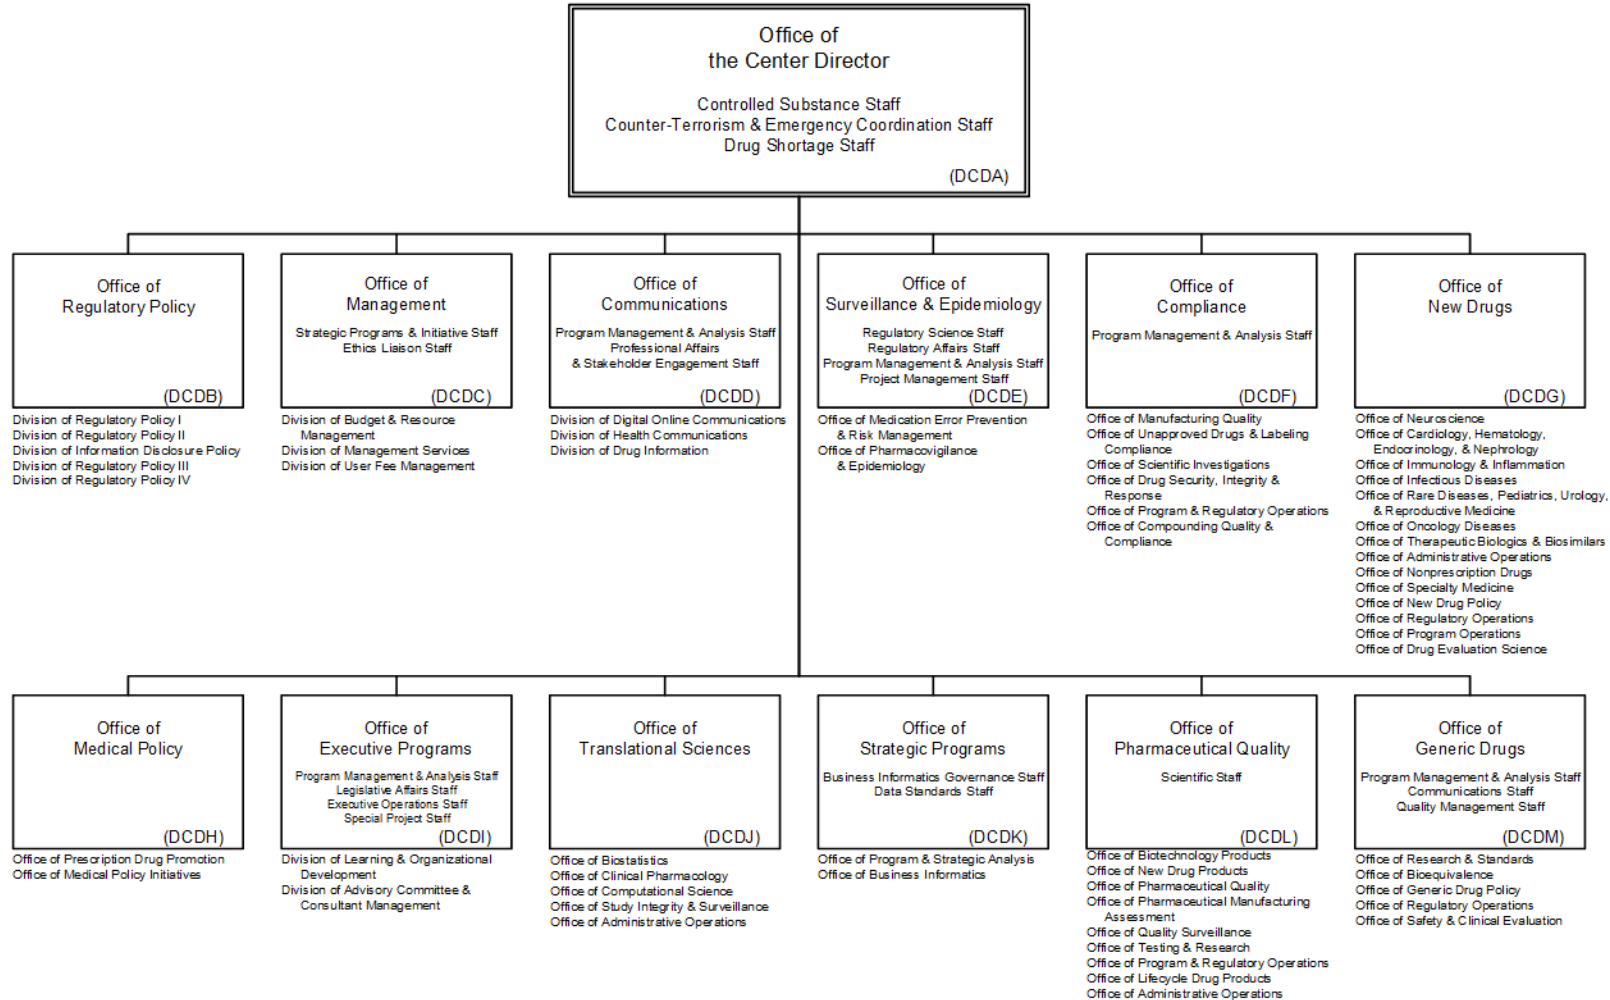 Office of
the Center Director
Controlled Substance Staff
Counter-Terrorism & Emergency Coordination Staff
Drug Shortage Staff
(DCDA)
Office of
Regulatory Policy
(DCDB)
Division of Regulatory Policy I
Division of Regulatory Policy II
Division of Information Disclosure Policy
Division of Regulatory Policy III
Division of Regulatory Policy IV
Office of
Management
Strategic Programs & Initiative Staff
Ethics Liaison Staff
(DCDC)
Division of Budget & Resource
Management
Division of Management Services
Division of User Fee Management
Office of
Communications
Program Management & Analysis Staff
Professional Affairs
& Stakeholder Engagement Staff
(DCDD)
Division of Digital Online Communications
Division of Health Communications
Division of Drug Information
Office of
Surveillance & Epidemiology
Regulatory Science Staff
Regulatory Affairs Staff
Program Management & Analysis Staff
Project Management Staff
(DCDE)
Office of Medication Error Prevention
& Risk Management
Office of Pharmacovigilance
& Epidemiology
Office of
Compliance
Program Management & Analysis Staff
(DCDF)
Office of Manufacturing Quality
Office of Unapproved Drugs & Labeling
Compliance
Office of Scientific Investigations
Office of Drug Security, Integrity &
Response
Office of Program & Regulatory Operations
Office of Compounding Quality &
Compliance
Office of
New Drugs
(DCDG)
Office of Neuroscience
Office of Cardiology, Hematology,
Endocrinology, & Nephrology
Office of Immunology & Inflammation
Office of Infectious Diseases
Office of Rare Diseases, Pediatrics, Urology,
& Reproductive Medicine
Office of Oncology Diseases
Office of Therapeutic Biologics & Biosimilars
Office of Administrative Operations
Office of Nonprescription Drugs
Office of Specialty Medicine
Office of New Drug Policy
Office of Regulatory Operations
Office of Program Operations
Office of Drug Evaluation Science
Office of
Medical Policy
(DCDH)
Office of Prescription Drug Promotion
Office of Medical Policy Initiatives
Office of
Executive Programs
Program Management & Analysis Staff
Legislative Affairs Staff
Executive Operations Staff
Special Project Staff
(DCDI)
Division of Learning & Organizational
Development
Division of Advisory Committee &
Consultant Management
Office of
Translational Sciences
(DCDJ)
Office of Biostatistics
Office of Clinical Pharmacology
Office of Computational Science
Office of Study Integrity & Surveillance
Office of Administrative Operations
Office of
Strategic Programs
Business Informatics Governance Staff
Data Standards Staff
(DCDK)
Office of Program & Strategic Analysis
Office of Business Informatics
Office of
Pharmaceutical Quality
Scientific Staff
(DCDL)
Office of Biotechnology Products
Office of New Drug Products
Office of Pharmaceutical Quality
Office of Pharmaceutical Manufacturing
Assessment
Office of Quality Surveillance
Office of Testing & Research
Office of Program & Regulatory Operations
Office of Lifecycle Drug Products
Office of Administrative Operations
Office of
Generic Drugs
Program Management & Analysis Staff
Communications Staff
Quality Management Staff
(DCDM)
Office of Research & Standards
Office of Bioequivalence
Office of Generic Drug Policy
Office of Regulatory Operations
Office of Safety & Clinical Evaluation